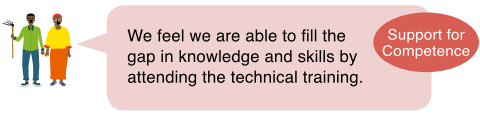 We feel we are able to fill the
gap in knowledge and skills by
attending the technical training.
Support for
Competence